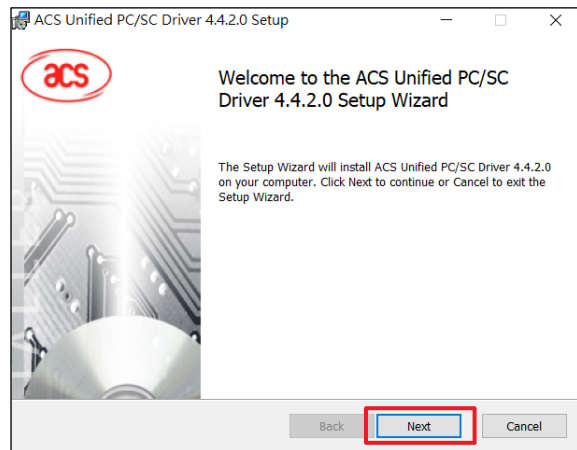 ACS Unified PC/SC Driver 4.4.2.0 Setup
acs
Welcome to the ACS Unified PC/SC
Driver 4.4.2.0 Setup Wizard
The Setup Wizard will install ACS Unified PC/SC Driver 4.4.2.0
on your computer. Click Next to continue or Cancel to exit the
Setup Wizard.
Back Next Cancel